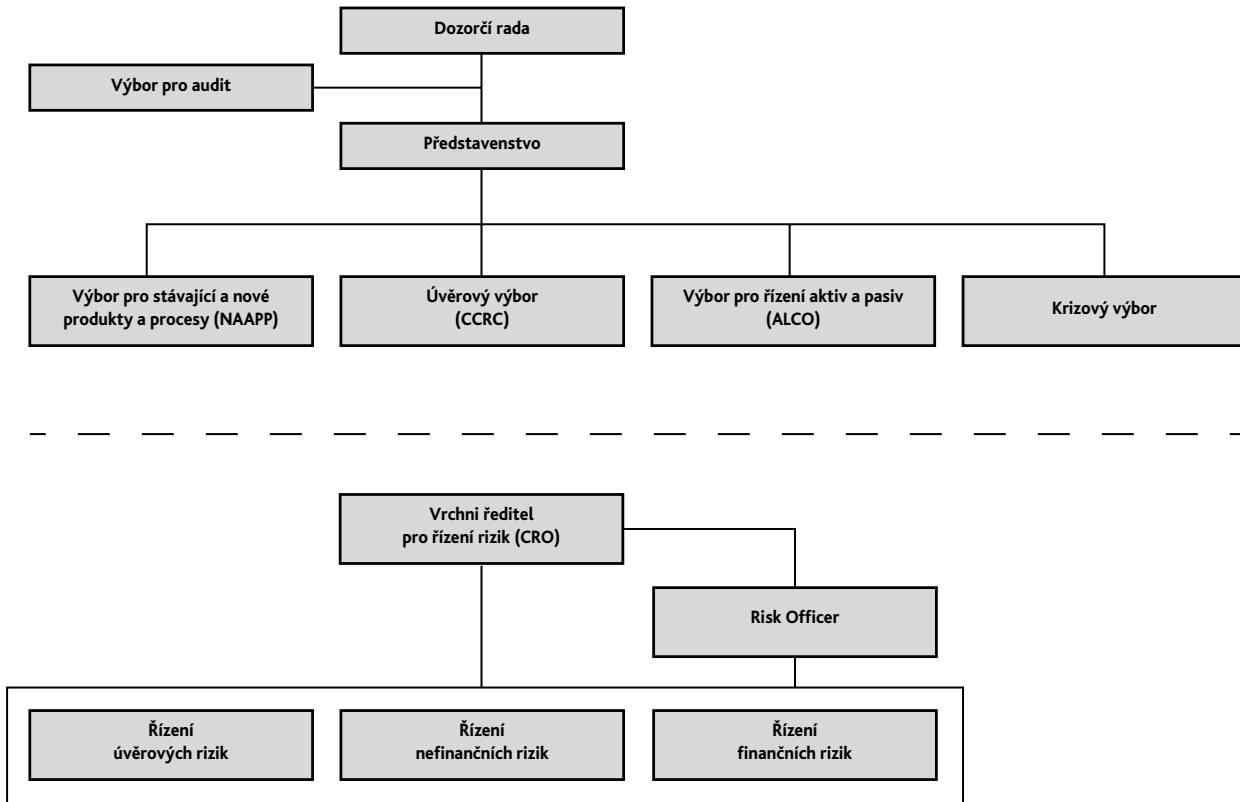 Dozorčí rada
Výbor pro audit
Představenstvo
Výbor pro stávající a nové
produkty a procesy (NAAPP)
Úvěrový výbor
(CCRC)
Výbor pro řízení aktiv a pasiv
(ALCO)
Krizový výbor
Vrchni ředitel
pro řízení rizik (CRO)
Risk Officer
Řízení
úvěrových rizik
Řízení
nefinančních rizik
Řízení
finančních rizik